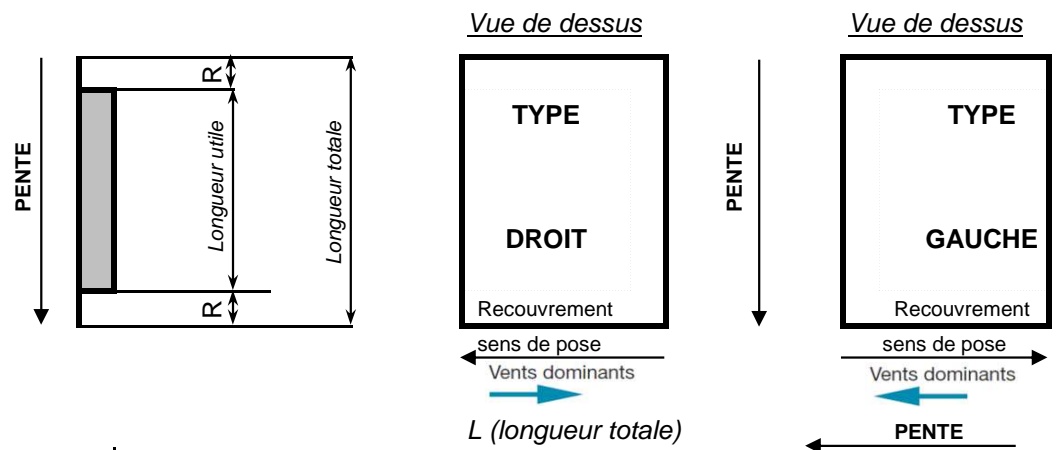 Vue de dessus
Vue de dessus
PENTE
R
Longueur utile
R
Longueur totale
TYPE
DROIT
Recouvrement
sens de pose
Vents dominants
L (longueur totale)
PENTE
TYPE
GAUCHE
Recouvrement
sens de pose
Vents dominants
PENTE